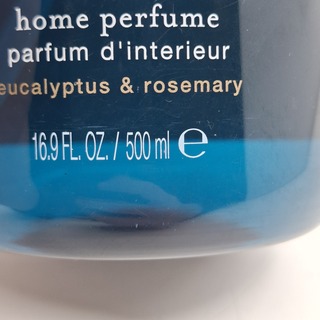 home perfume
parfum d'interieur
eucalyptus & rosemary
16.9 FL. OZ. / 500 ml ℮